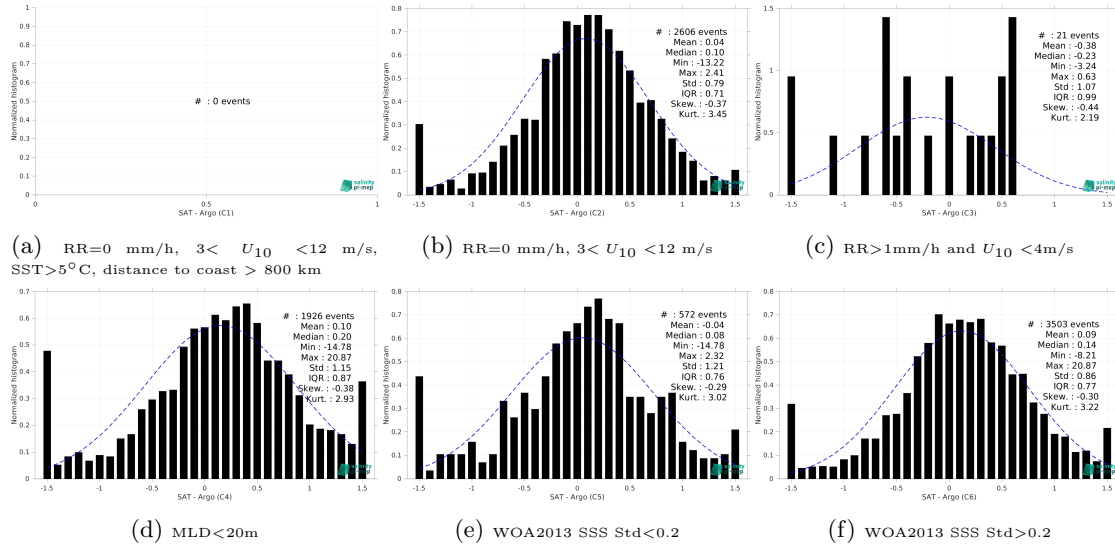 1
0.9
0.8
0.7
0.6
0.5
0.4
0.3
0.2
0.1
0
Normalized histogram
# : 0 events
salinity
pi-mep
0 0.5 1
SAT - Argo (C1)
(a) RR=0 mm/h, 3< U10 <12 m/s,
SST>5°C, distance to coast > 800 km
0.8
0.7
0.6
0.5
0.4
0.3
0.2
0.1
0
Normalized histogram
# : 2606 events
Mean : 0.04
Median : 0.10
Min : -13.22
Max : 2.41
Std : 0.79
IQR : 0.71
Skew. : -0.37
Kurt. : 3.45
salinity
pi-mep
-1.5 -1 -0.5 0 0.5 1 1.5
SAT - Argo (C2)
(b) RR=0 mm/h, 3< U10 <12 m/s
1.5
1
0.5
0
Normalized histogram
# : 21 events
Mean : -0.38
Median : -0.23
Min : -3.24
Max : 0.63
Std : 1.07
IQR : 0.99
Skew. : -0.44
Kurt. : 2.19
salinity
pi-mep
-1.5 -1 -0.5 0 0.5 1 1.5
SAT - Argo (C3)
(c) RR>1mm/h and U10 <4m/s
0.7
0.6
0.5
0.4
0.3
0.2
0.1
0
Normalized histogram
# : 1926 events
Mean : 0.10
Median : 0.20
Min : -14.78
Max : 20.87
Std : 1.15
IQR : 0.87
Skew. : -0.38
Kurt. : 2.93
salinity
pi-mep
-1.5 -1 -0.5 0 0.5 1 1.5
SAT - Argo (C4)
(d) MLD<20m
0.8
0.7
0.6
0.5
0.4
0.3
0.2
0.1
0
Normalized histogram
# : 572 events
Mean : -0.04
Median : 0.08
Min : -14.78
Max : 2.32
Std : 1.21
IQR : 0.76
Skew. : -0.29
Kurt. : 3.02
salinity
pi-mep
-1.5 -1 -0.5 0 0.5 1 1.5
SAT - Argo (C5)
(e) WOA2013 SSS Std<0.2
0.8
0.7
0.6
0.5
0.4
0.3
0.2
0.1
0
Normalized histogram
# : 3503 events
Mean : 0.09
Median : 0.14
Min : -8.21
Max : 20.87
Std : 0.86
IQR : 0.77
Skew. : -0.30
Kurt. : 3.22
salinity
pi-mep
-1.5 -1 -0.5 0 0.5 1 1.5
SAT - Argo (C6)
(f) WOA2013 SSS Std>0.2